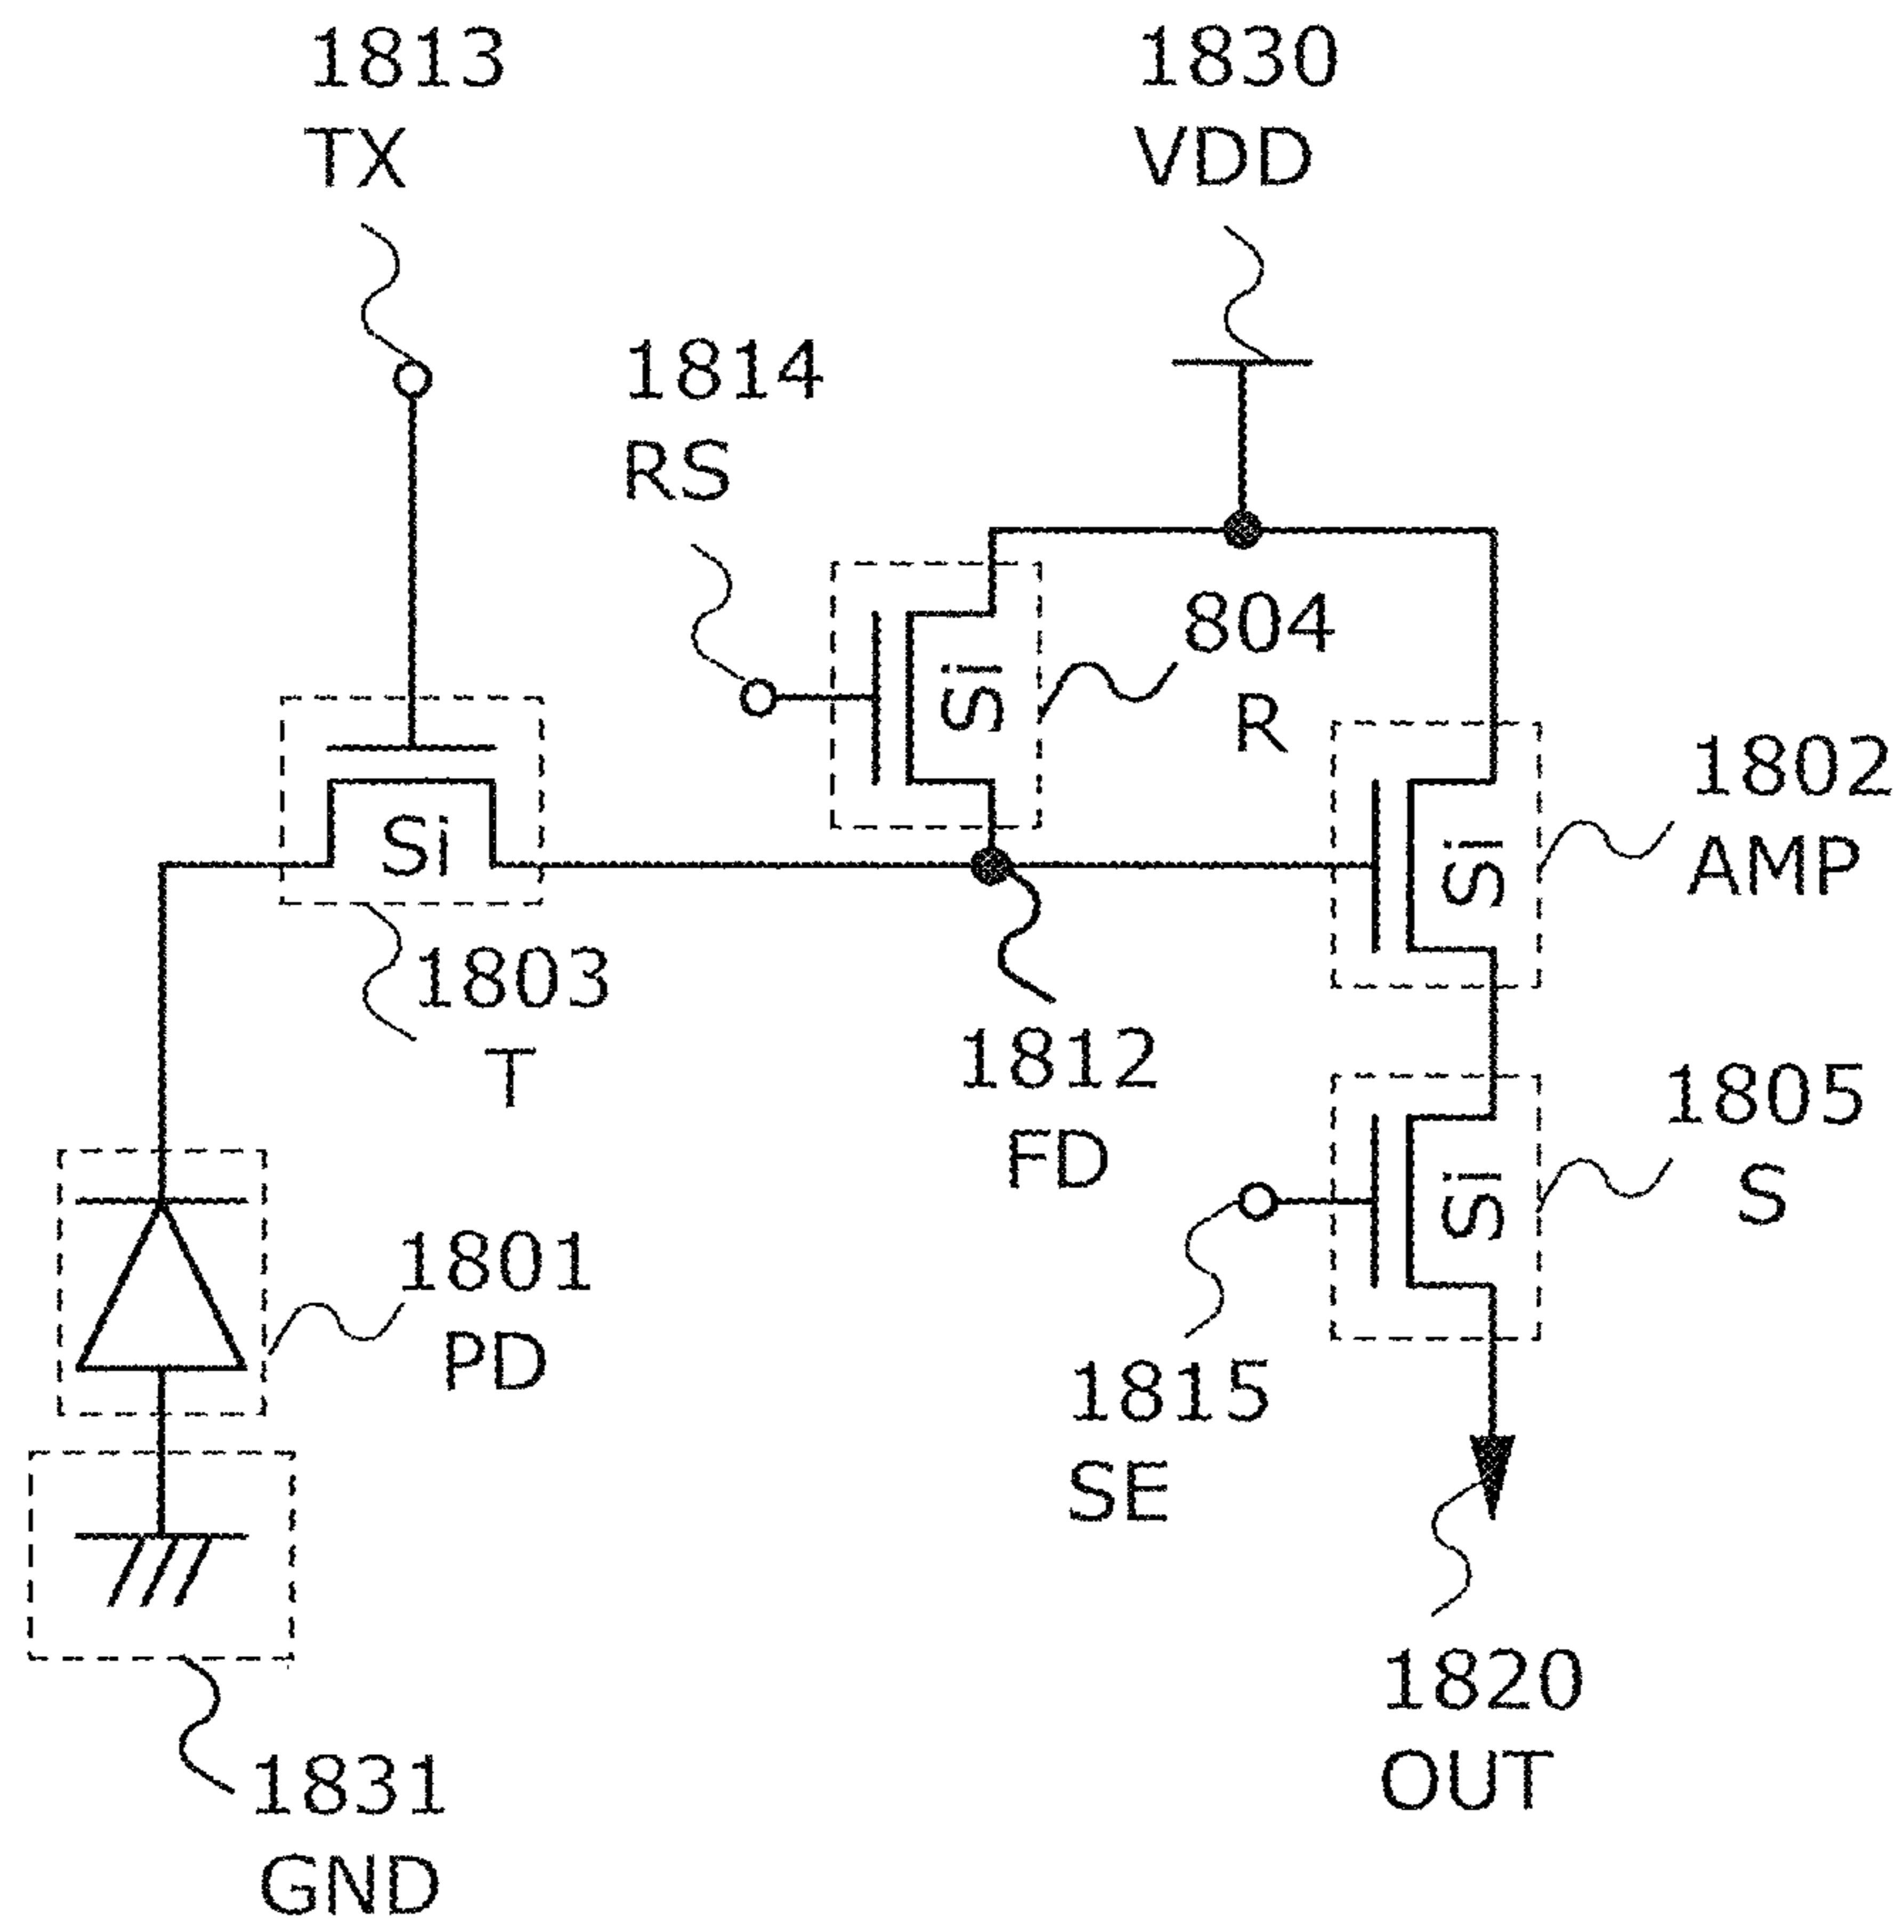 1813
TX
1830
VDD
1814
RS
804
R
Si
1802
AMP
Si
Si
1803
T
1812
FD
1805
S
Si
1801
PD
1815
SE
1820
OUT
1831
GND